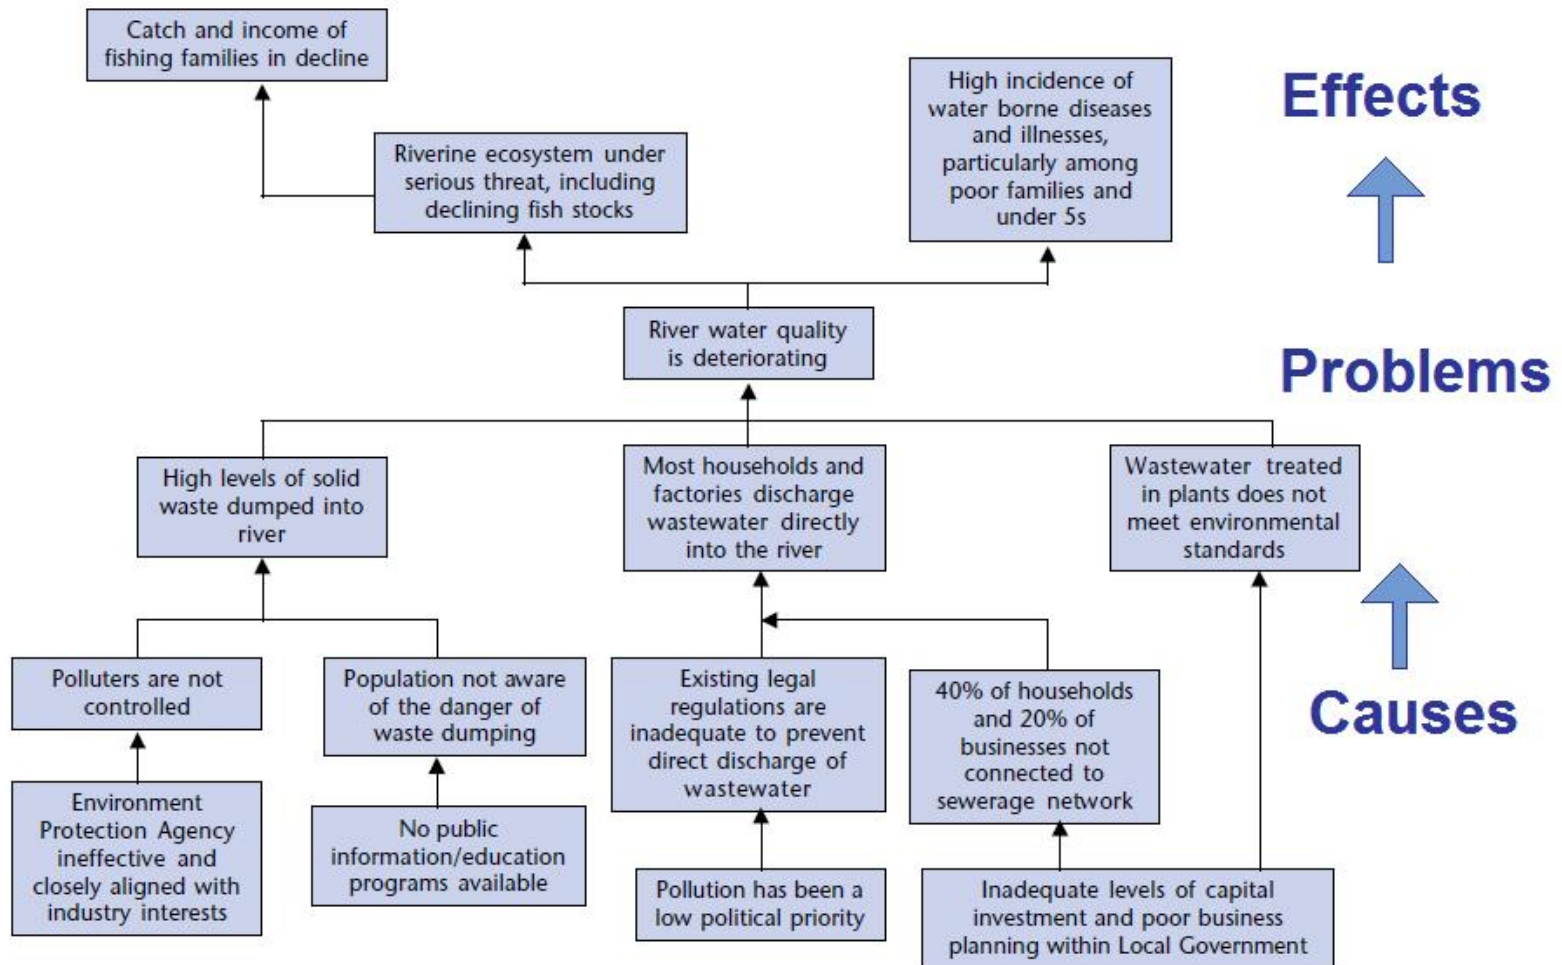 Catch and income of
fishing families in decline
High incidence of
water borne diseases
and illnesses,
particularly among
poor families and
under 5s
Effects
Riverine ecosystem under
serious threat, including
declining fish stocks
River water quality
is deteriorating
Problems
High levels of solid
waste dumped into
river
Most households and
factories discharge
wastewater directly
into the river
Wastewater treated
in plants does not
meet environmental
standards
Polluters are not
controlled
Population not aware
of the danger of
waste dumping
Existing legal
regulations are
inadequate to prevent
direct discharge of
wastewater
40% of households
and 20% of
businesses not
connected to
sewerage network
Causes
Environment
Protection Agency
ineffective and
closely aligned with
industry interests
No public
information/education
programs available
Pollution has been a
low political priority
Inadequate levels of capital
investment and poor business
planning within Local Government